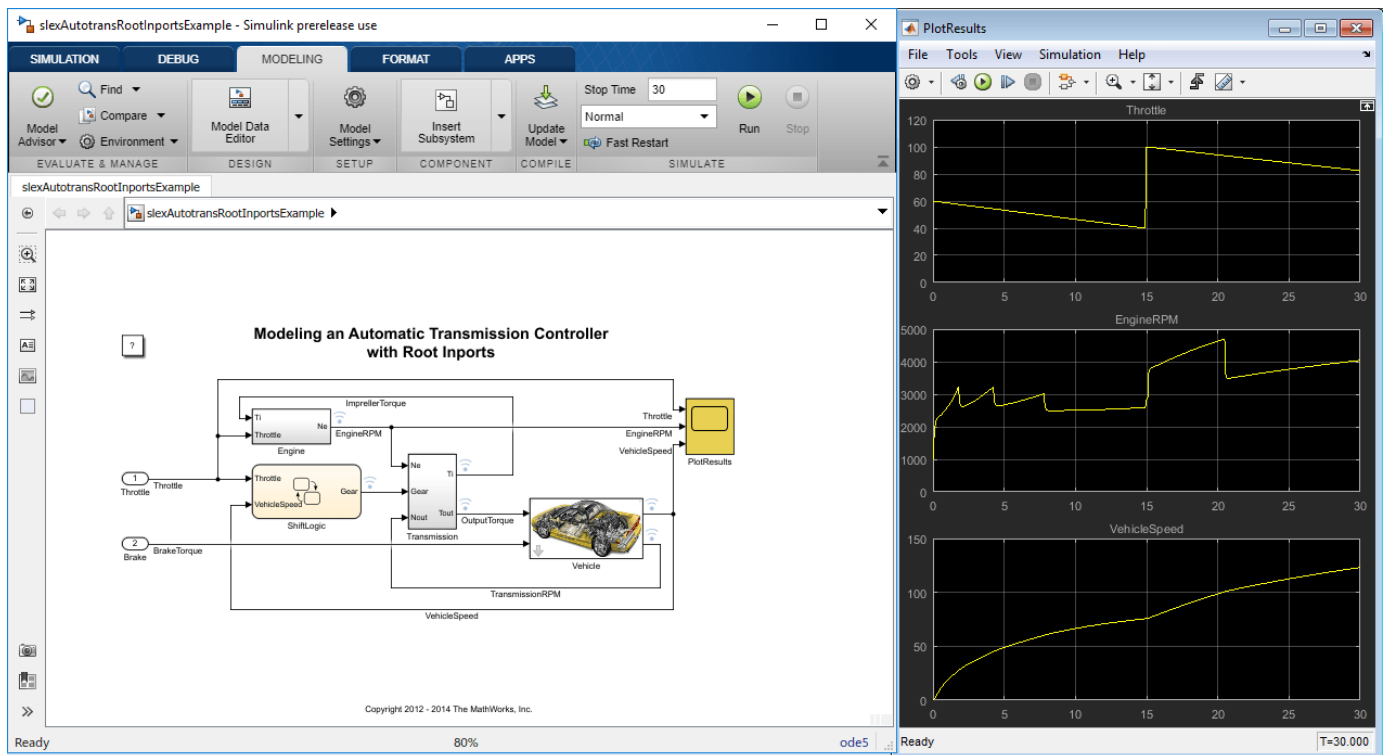 slexAutotransRootInportsExample - Simulink prerelease use
SIMULATION DEBUG MODELING FORMAT APPS
Model Advisor
Find
Compare
Environment
EVALUATE & MANAGE
Model Data Editor
DESIGN
Model Settings
SETUP
Insert Subsystem
COMPONENT
Update Model
COMPILE
Stop Time 30
Normal
Fast Restart
Run
Stop
SIMULATE
slexAutotransRootInportsExample
slexAutotransRootInportsExample
Modeling an Automatic Transmission Controller
with Root Inports
?
ImprellerTorque
Ti
Throttle
Ne
EngineRPM
Engine
Throttle
EngineRPM
VehicleSpeed
PlotResults
1
Throttle
Throttle
Throttle
VehicleSpeed
Gear
ShiftLogic
Ne
Gear
Nout
Ti
Tout
Transmission
OutputTorque
2
Brake
BrakeTorque
Vehicle
TransmissionRPM
VehicleSpeed
Copyright 2012 - 2014 The MathWorks, Inc.
Ready
80%
ode5
PlotResults
File Tools View Simulation Help
Throttle
120
100
80
60
40
20
0
0 5 10 15 20 25 30
EngineRPM
5000
4000
3000
2000
1000
0
0 5 10 15 20 25 30
VehicleSpeed
150
100
50
0
0 5 10 15 20 25 30
Ready
T=30.000